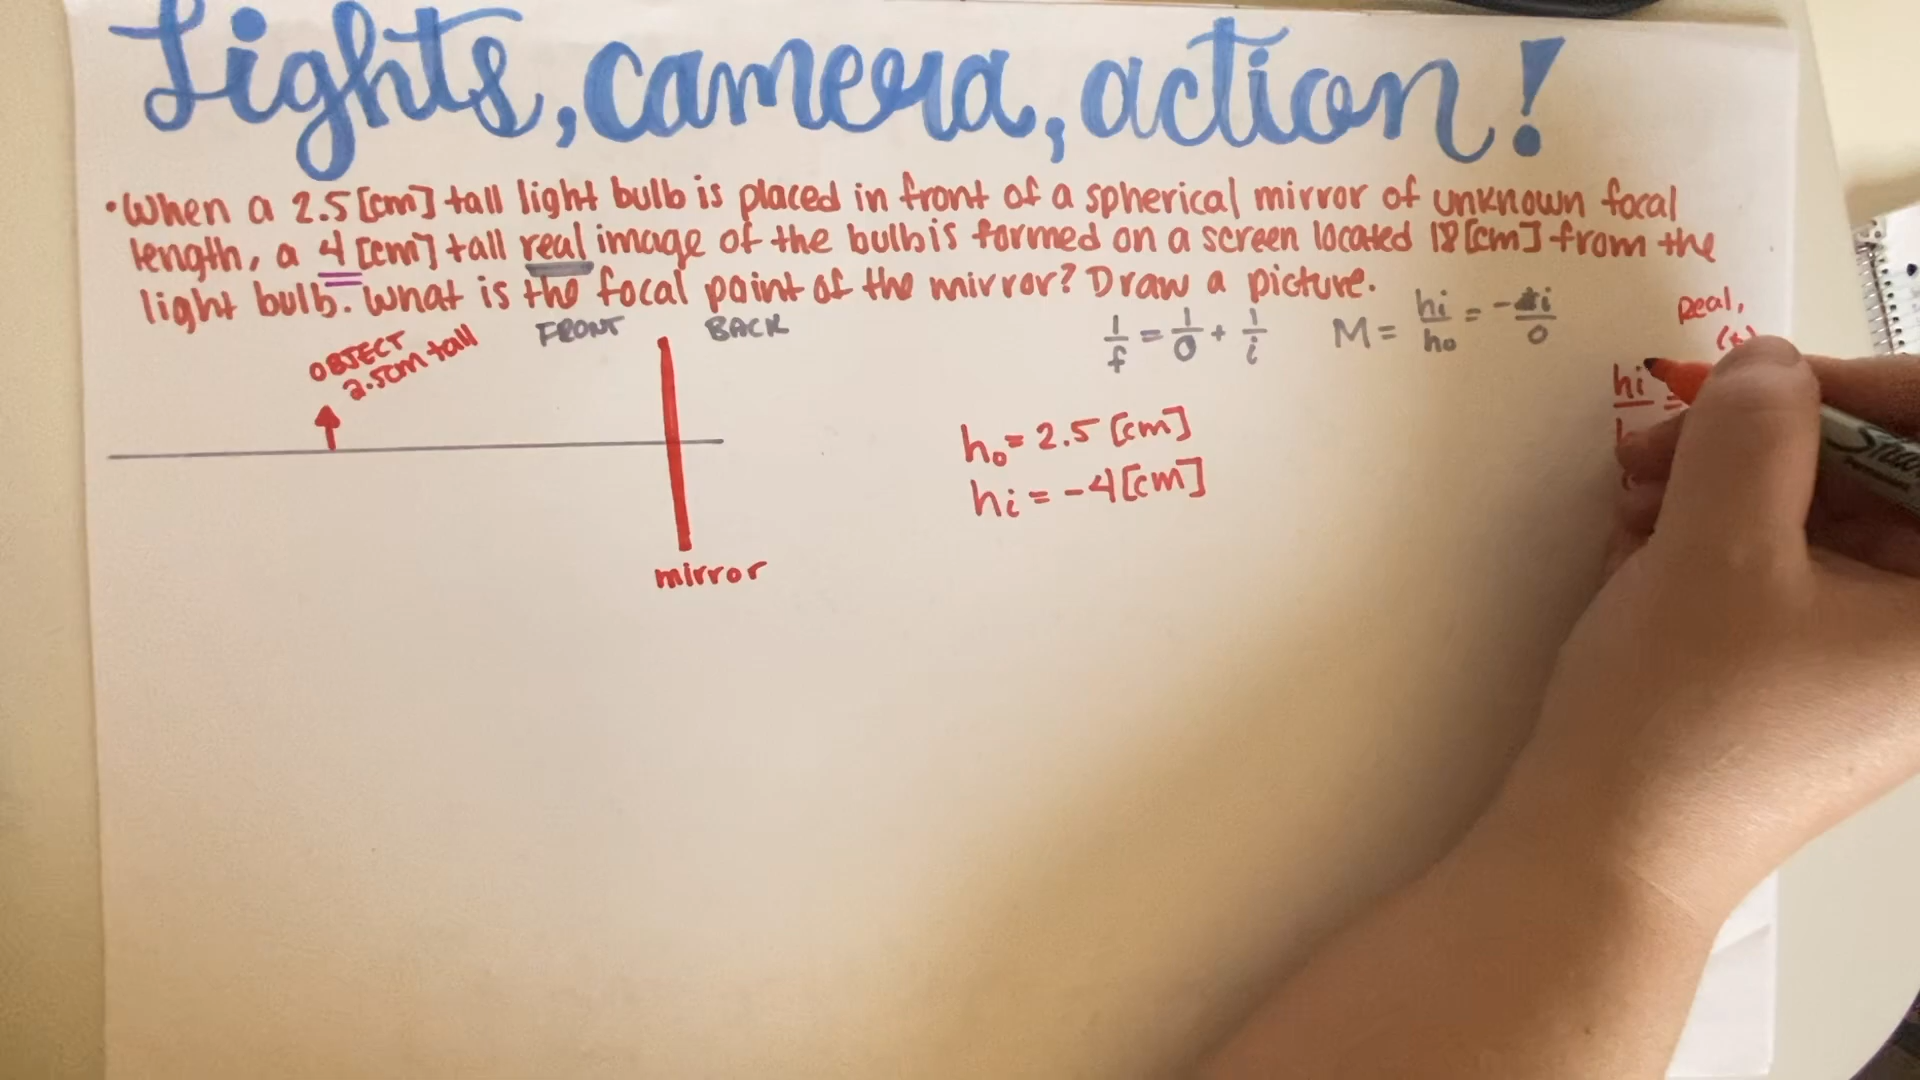 Lights, camera, action!
• When a 2.5 [cm] tall light bulb is placed in front of a spherical mirror of unknown focal
length, a 4 [cm] tall real image of the bulb is formed on a screen located 18 [cm] from the
light bulb. What is the focal point of the mirror? Draw a picture.
FRONT BACK
OBJECT
2.5cm tall
1/f = 1/o + 1/i M = hi/ho = -i/o
real,
(+)
hi
ho = 2.5 [cm]
hi = -4 [cm]
mirror